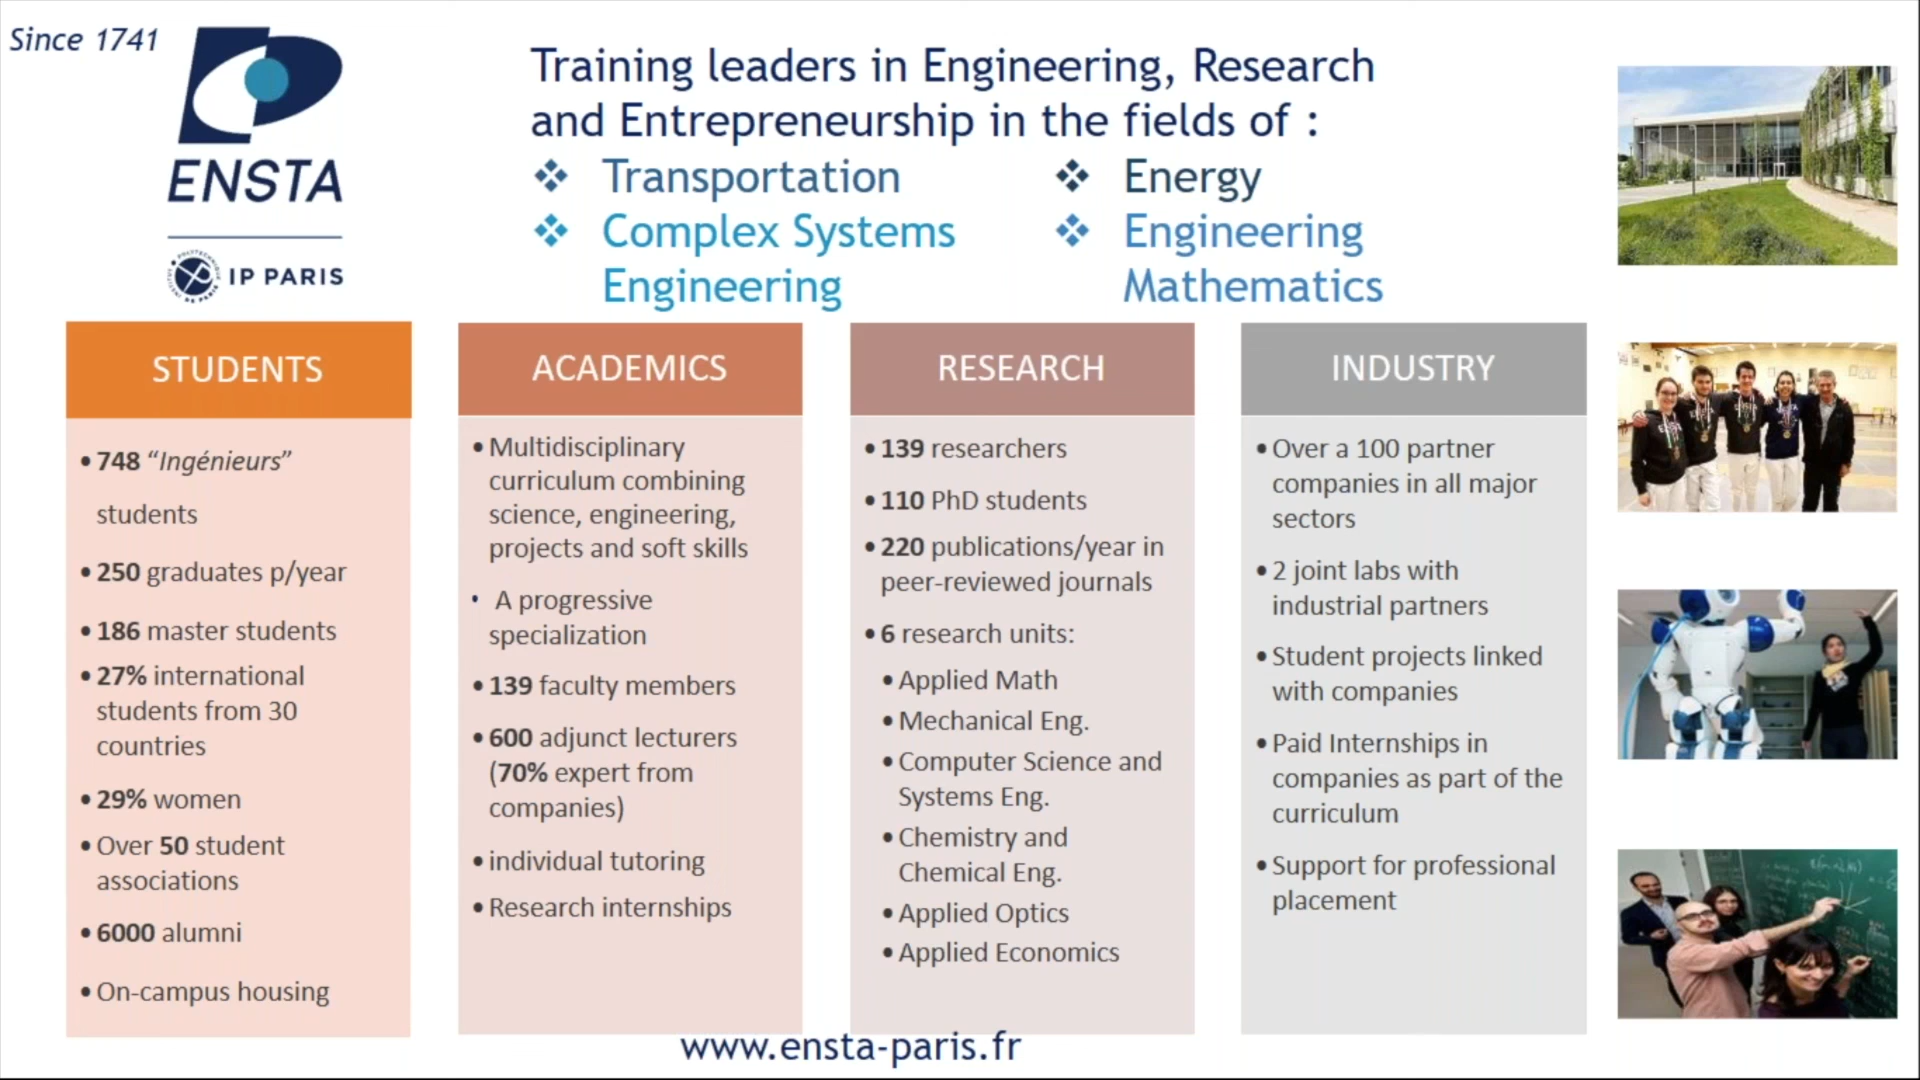 Since 1741
ENSTA
IP PARIS
Training leaders in Engineering, Research
and Entrepreneurship in the fields of :
❖ Transportation
❖ Complex Systems
Engineering
❖ Energy
❖ Engineering
Mathematics
STUDENTS
• 748 “Ingénieurs”
students
• 250 graduates p/year
• 186 master students
• 27% international
students from 30
countries
• 29% women
• Over 50 student
associations
• 6000 alumni
• On-campus housing
ACADEMICS
• Multidisciplinary
curriculum combining
science, engineering,
projects and soft skills
• A progressive
specialization
• 139 faculty members
• 600 adjunct lecturers
(70% expert from
companies)
• individual tutoring
• Research internships
RESEARCH
• 139 researchers
• 110 PhD students
• 220 publications/year in
peer-reviewed journals
• 6 research units:
• Applied Math
• Mechanical Eng.
• Computer Science and
Systems Eng.
• Chemistry and
Chemical Eng.
• Applied Optics
• Applied Economics
INDUSTRY
• Over a 100 partner
companies in all major
sectors
• 2 joint labs with
industrial partners
• Student projects linked
with companies
• Paid Internships in
companies as part of the
curriculum
• Support for professional
placement
www.ensta-paris.fr